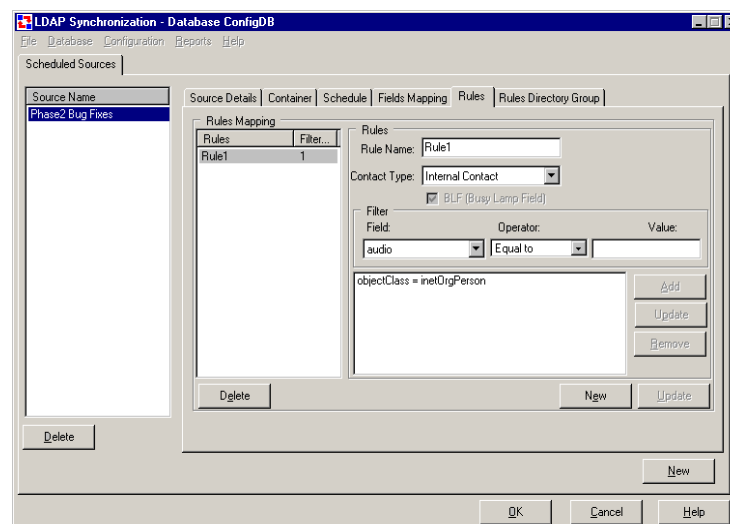 LDAP Synchronization - Database ConfigDB
File Database Configuration Reports Help
Scheduled Sources
Source Name
Phase2 Bug Fixes
Source Details Container Schedule Fields Mapping Rules Rules Directory Group
Rules Mapping
Rules Filter...
Rule1 1
Rules
Rule Name: Rule1
Contact Type: Internal Contact
BLF (Busy Lamp Field)
Filter
Field: Operator: Value:
audio Equal to
objectClass = inetOrgPerson
Add
Update
Remove
Delete New Update
Delete
New
OK Cancel Help